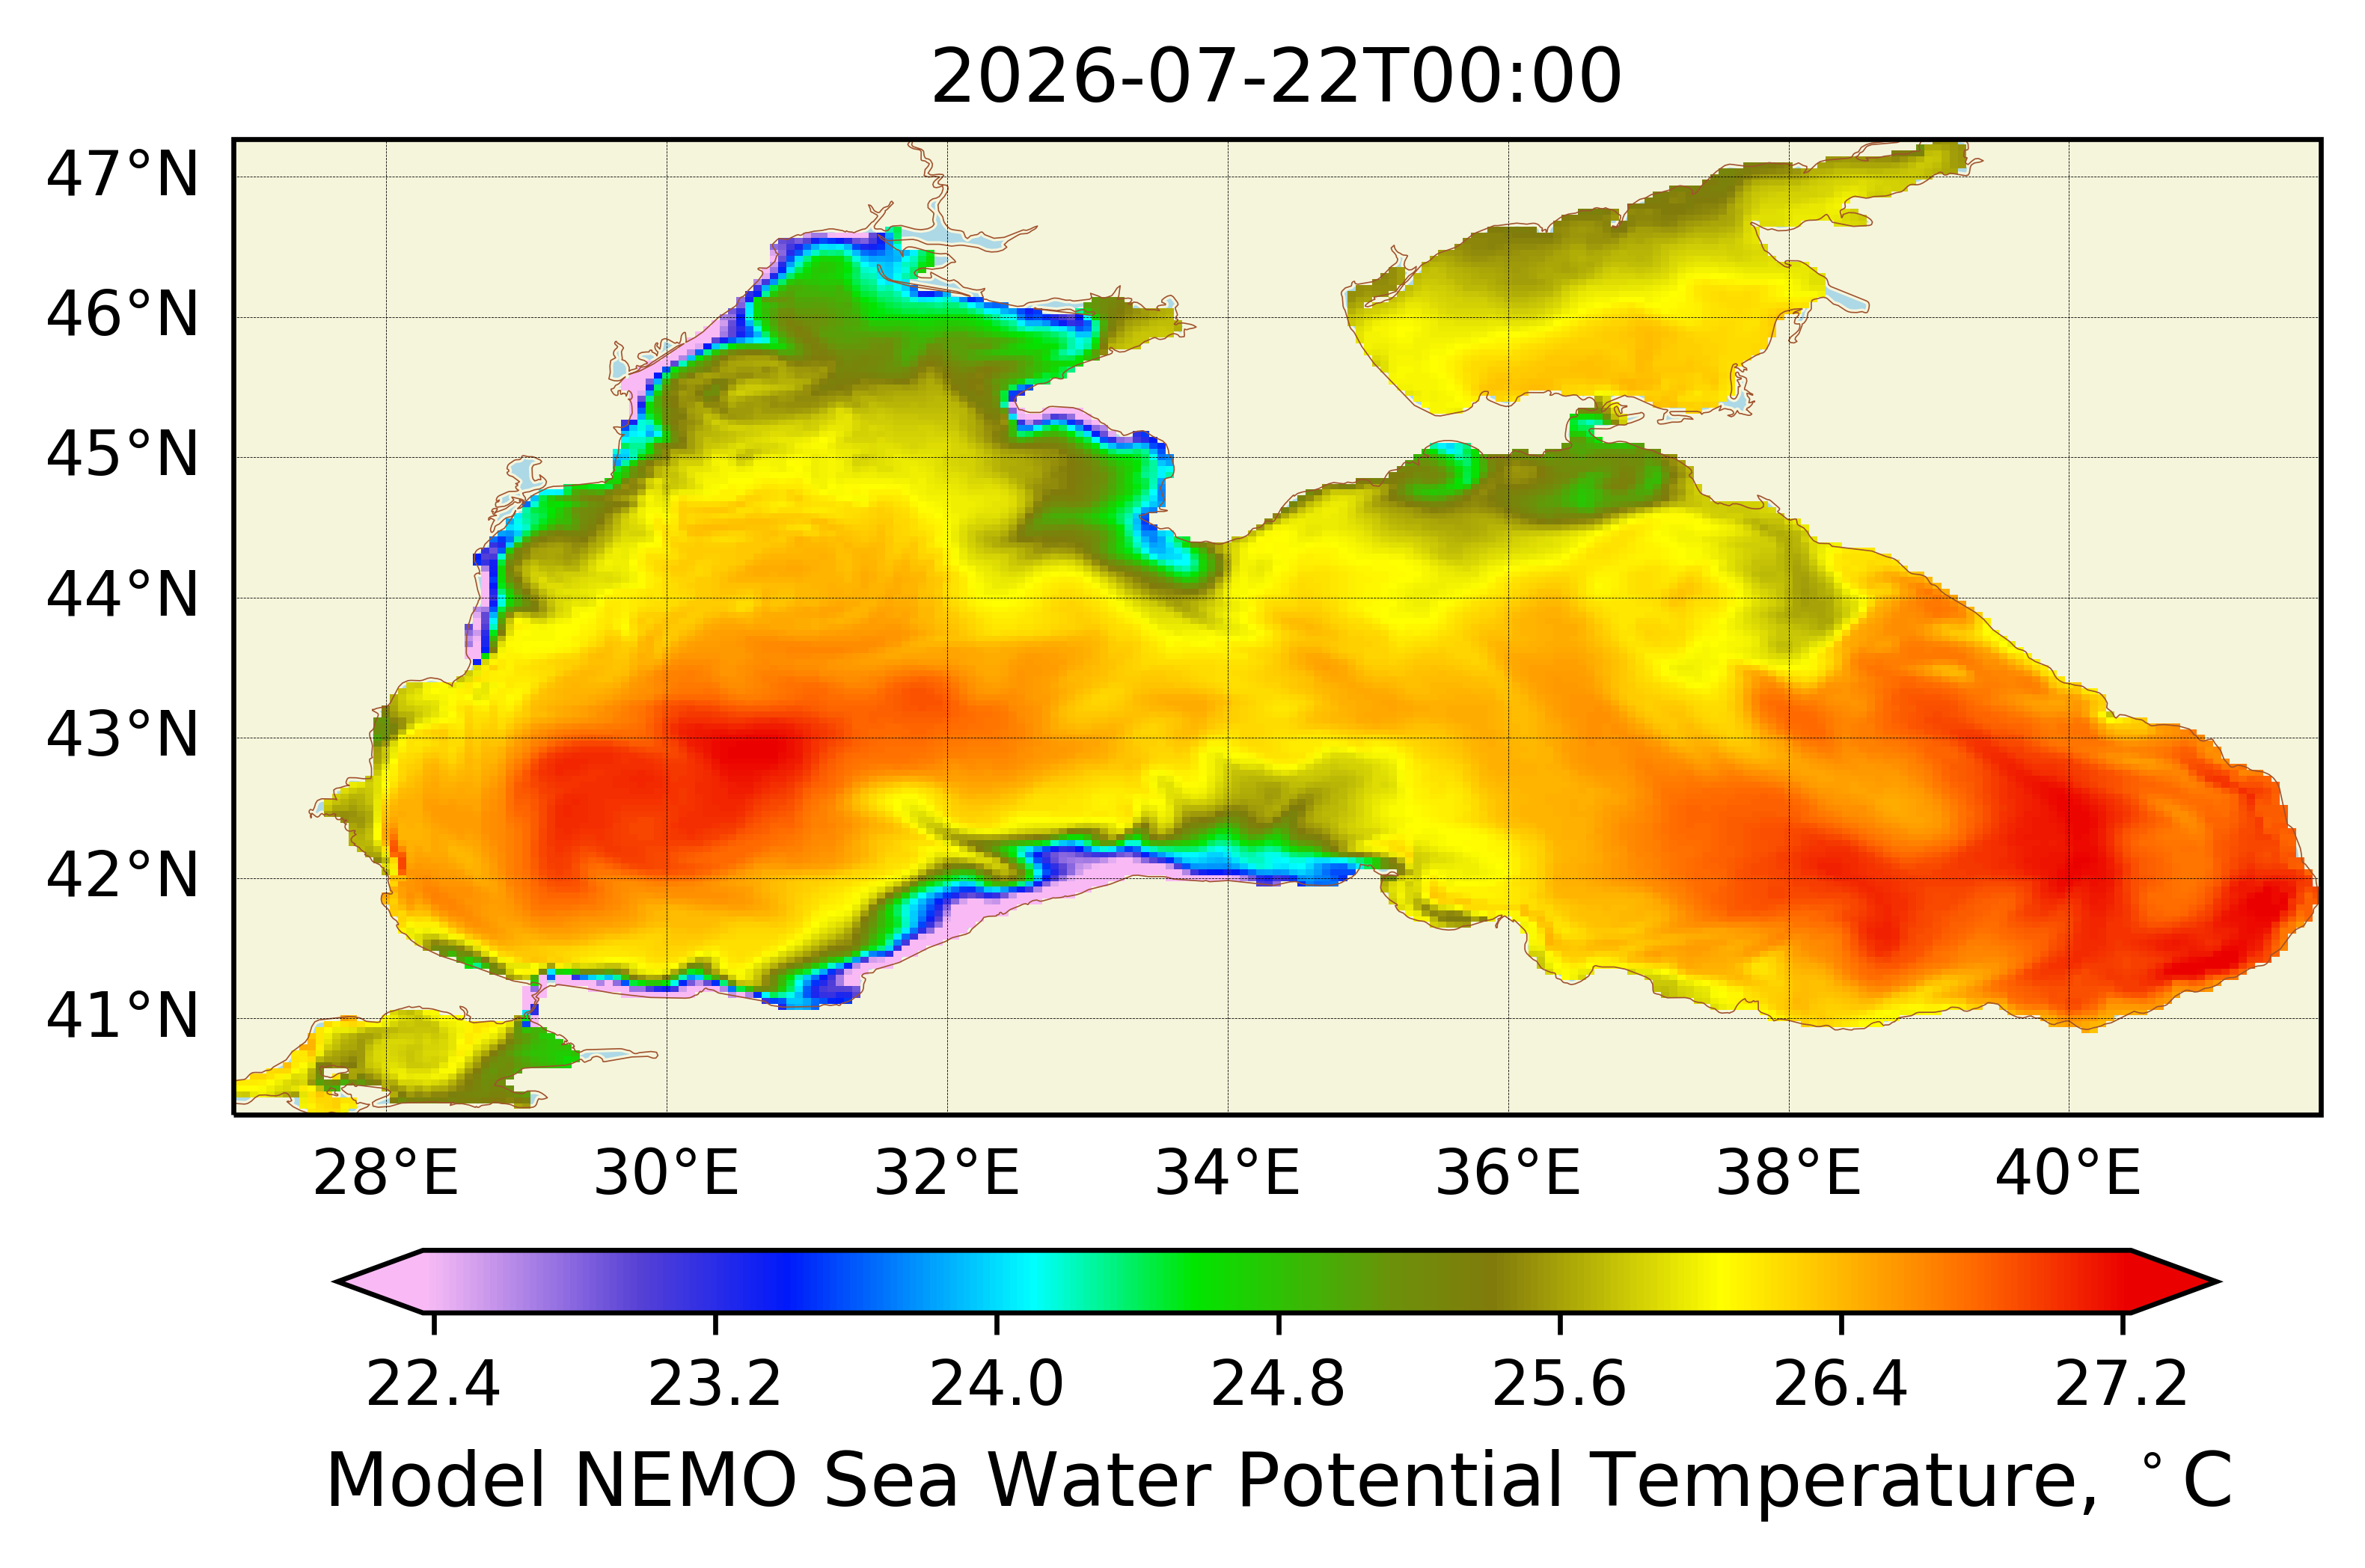 2026-07-22T00:00
47°N
46°N
45°N
44°N
43°N
42°N
41°N
28°E 30°E 32°E 34°E 36°E 38°E 40°E
22.4 23.2 24.0 24.8 25.6 26.4 27.2
Model NEMO Sea Water Potential Temperature, °C